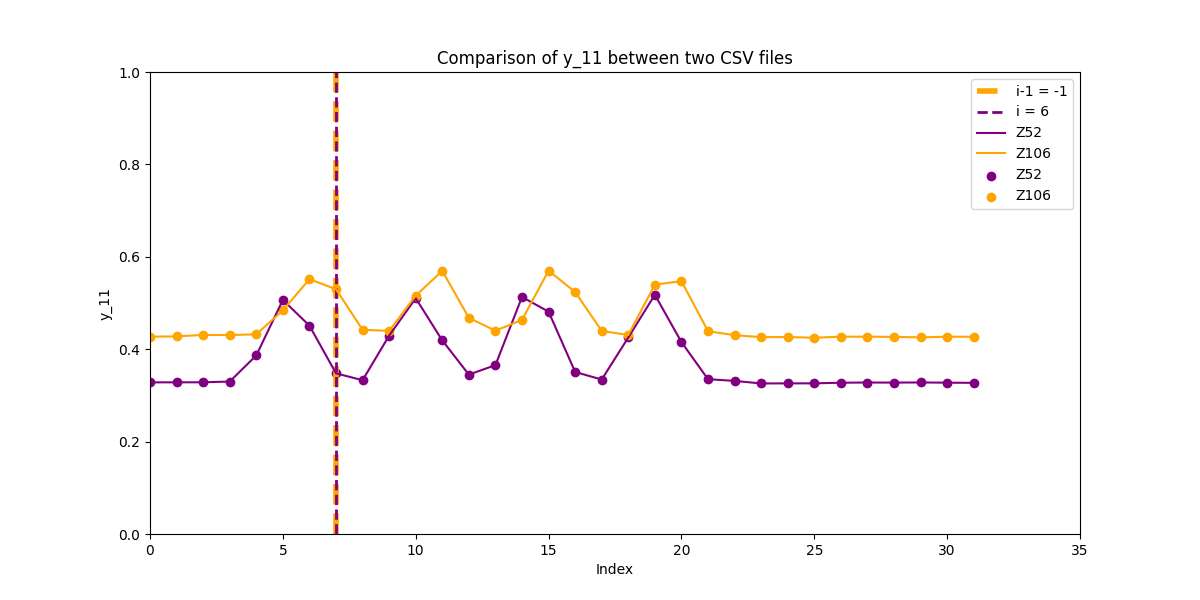 Comparison of y_11 between two CSV files
1.0
0.8
0.6
0.4
0.2
0.0
y_11
0 5 10 15 20 25 30 35
Index
i-1 = -1
i = 6
Z52
Z106
Z52
Z106